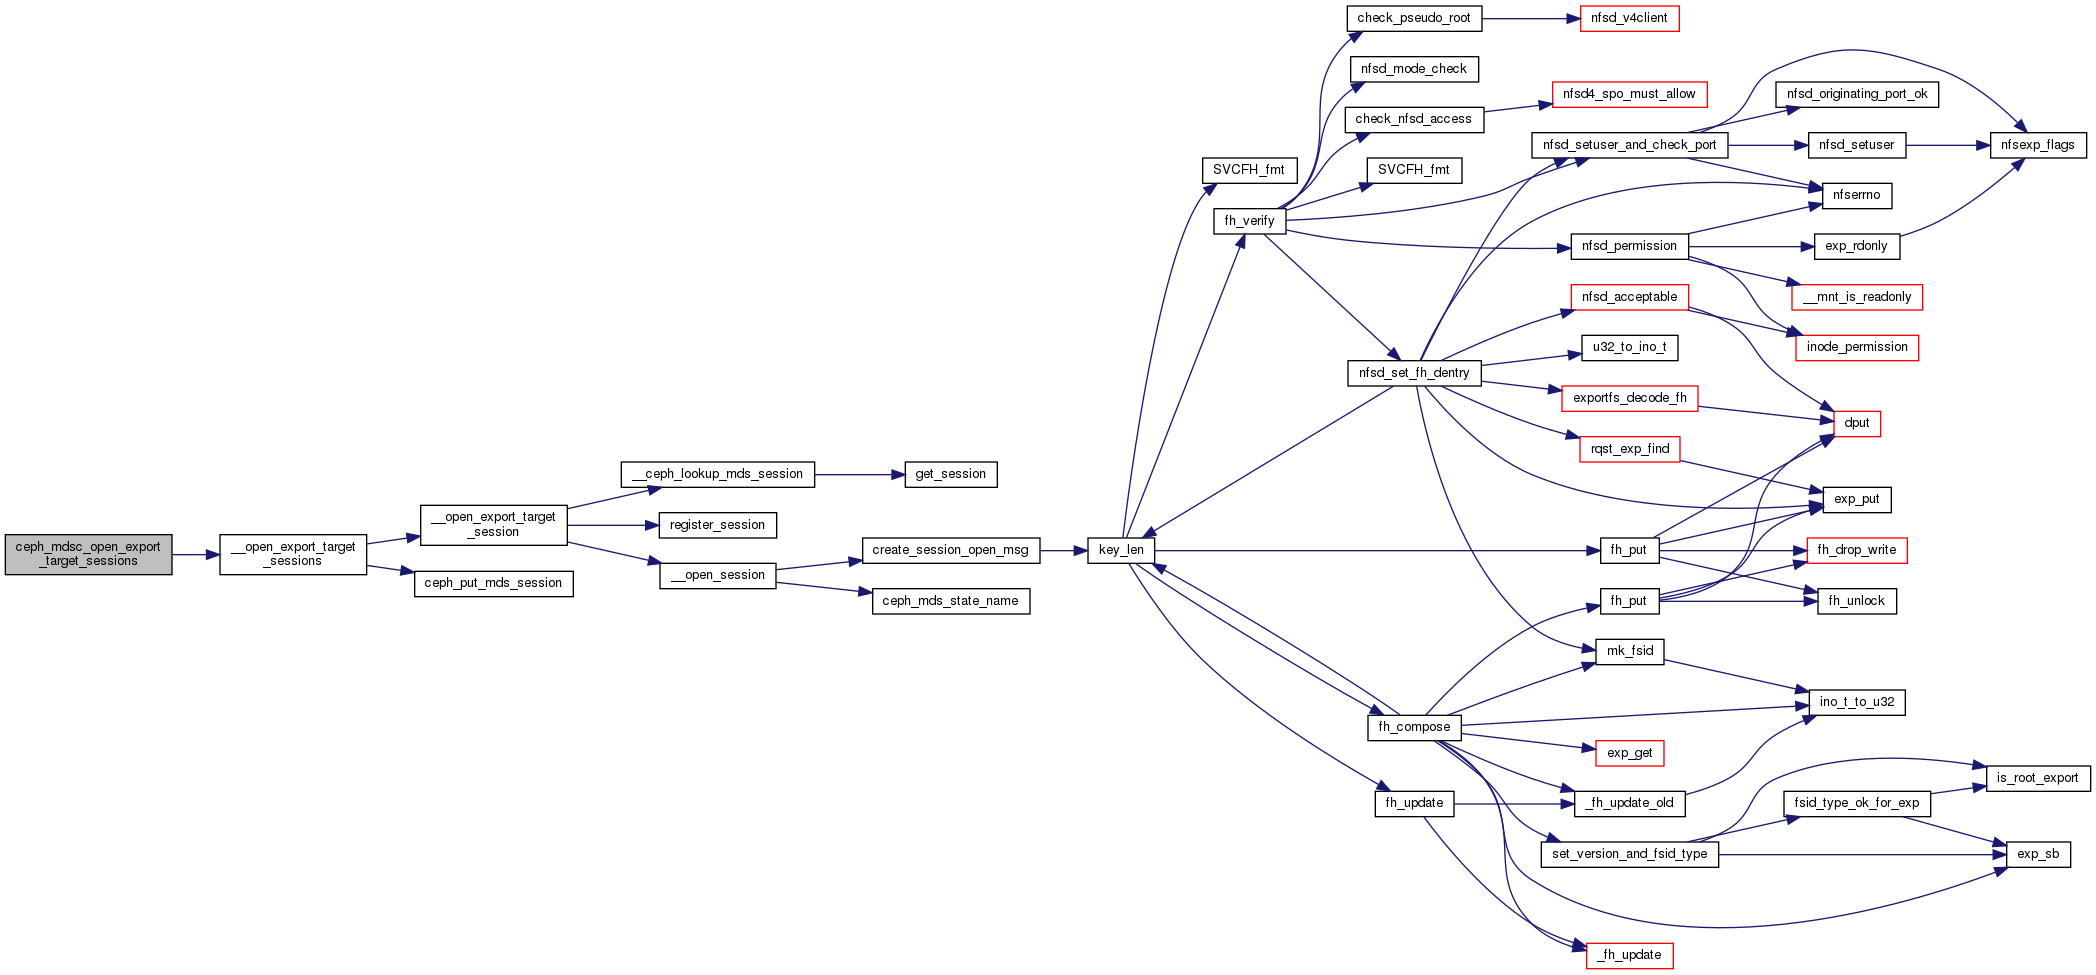 ceph_mdsc_open_export
_target_sessions
__open_export_target
_sessions
__open_export_target
_session
ceph_put_mds_session
__ceph_lookup_mds_session
get_session
register_session
__open_session
create_session_open_msg
ceph_mds_state_name
key_len
SVCFH_fmt
fh_verify
check_pseudo_root
nfsd_v4client
nfsd_mode_check
check_nfsd_access
nfsd4_spo_must_allow
SVCFH_fmt
nfsd_setuser_and_check_port
nfsd_originating_port_ok
nfsd_setuser
nfsexp_flags
nfserrno
nfsd_permission
exp_rdonly
__mnt_is_readonly
nfsd_acceptable
inode_permission
u32_to_ino_t
nfsd_set_fh_dentry
exportfs_decode_fh
dput
rqst_exp_find
exp_put
fh_put
fh_drop_write
fh_put
fh_unlock
mk_fsid
ino_t_to_u32
fh_compose
exp_get
is_root_export
fh_update
_fh_update_old
fsid_type_ok_for_exp
set_version_and_fsid_type
exp_sb
_fh_update